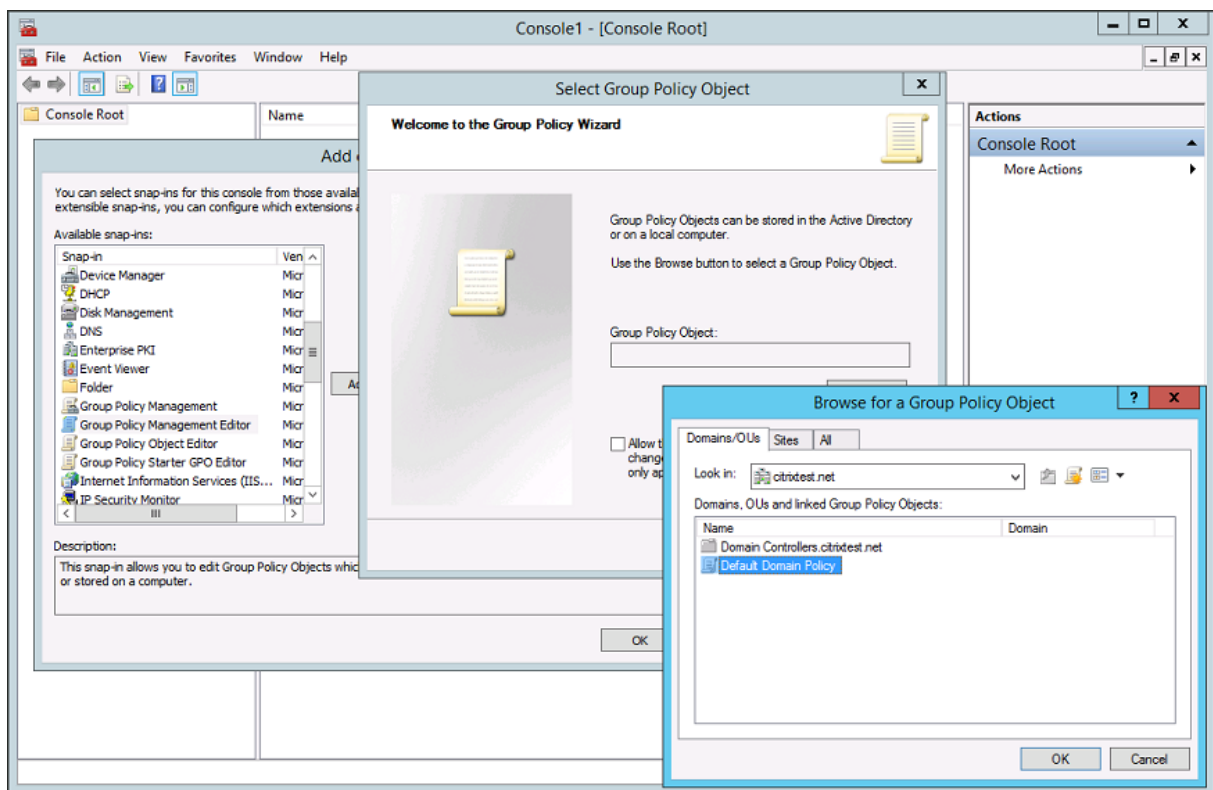 Console1 - [Console Root]
File Action View Favorites Window Help
Console Root
Name
Actions
Console Root
More Actions
Add
You can select snap-ins for this console from those availa
extensible snap-ins, you can configure which extensions
Available snap-ins:
Snap-in Ven
Device Manager Micr
DHCP Micr
Disk Management Micr
DNS Micr
Enterprise PKI Micr
Event Viewer Micr
Folder Micr
Group Policy Management Micr
Group Policy Management Editor Micr
Group Policy Object Editor Micr
Group Policy Starter GPO Editor Micr
Internet Information Services (IIS... Micr
IP Security Monitor Micr
Description:
This snap-in allows you to edit Group Policy Objects whic
or stored on a computer.
OK
Select Group Policy Object
Welcome to the Group Policy Wizard
Group Policy Objects can be stored in the Active Directory
or on a local computer.
Use the Browse button to select a Group Policy Object.
Group Policy Object:
Allow t
change
only ap
Browse for a Group Policy Object
Domains/OUs Sites All
Look in: citrixtest.net
Domains, OUs and linked Group Policy Objects:
Name Domain
Domain Controllers.citrixtest.net
Default Domain Policy
OK Cancel